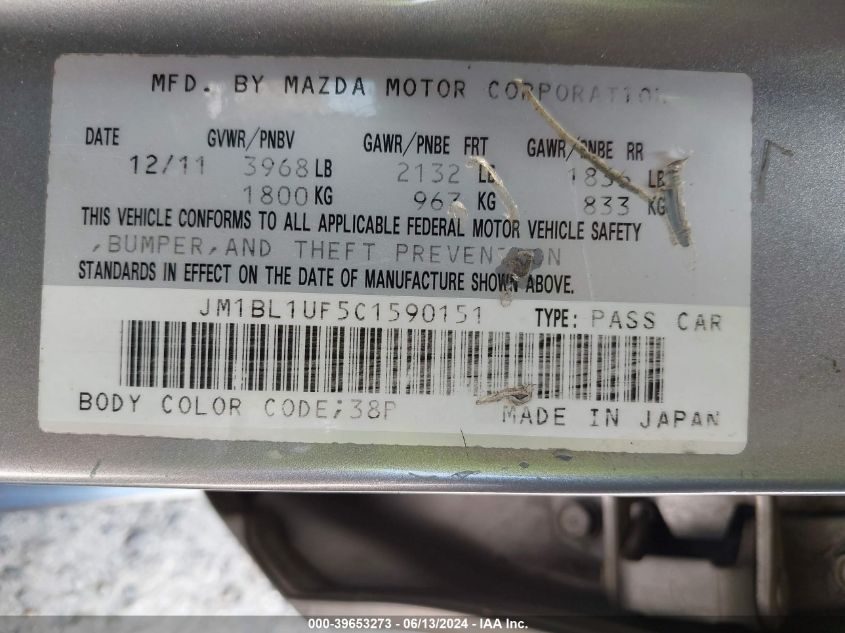 MFD. BY MAZDA MOTOR CORPORATION
DATE GVWR/PNBV GAWR/PNBE FRT GAWR/PNBE RR
12/11 3968 LB 2132 LB 1836 LB
1800 KG 967 KG 833 KG
THIS VEHICLE CONFORMS TO ALL APPLICABLE FEDERAL MOTOR VEHICLE SAFETY
,BUMPER,AND THEFT PREVENTION
STANDARDS IN EFFECT ON THE DATE OF MANUFACTURE SHOWN ABOVE.
JM1BL1UF5C1590151 TYPE: PASS CAR
BODY COLOR CODE;38P MADE IN JAPAN
000-39653273 - 06/13/2024 - IAA Inc.